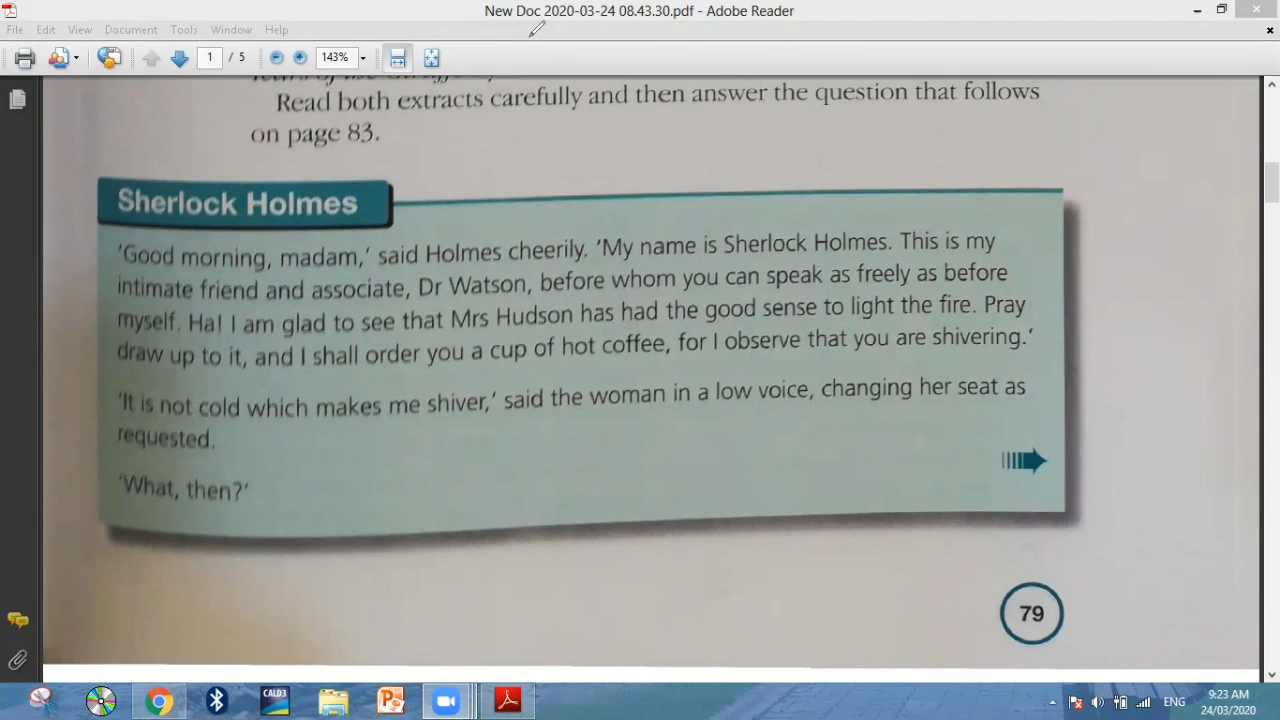 New Doc 2020-03-24 08.43.30.pdf - Adobe Reader
File Edit View Document Tools Window Help
1 / 5 143%
Read both extracts carefully and then answer the question that follows
on page 83.
Sherlock Holmes
'Good morning, madam,' said Holmes cheerily. 'My name is Sherlock Holmes. This is my
intimate friend and associate, Dr Watson, before whom you can speak as freely as before
myself. Ha! I am glad to see that Mrs Hudson has had the good sense to light the fire. Pray
draw up to it, and I shall order you a cup of hot coffee, for I observe that you are shivering.'
'It is not cold which makes me shiver,' said the woman in a low voice, changing her seat as
requested.
'What, then?'
79
CALD3
ENG
9:23 AM
24/03/2020